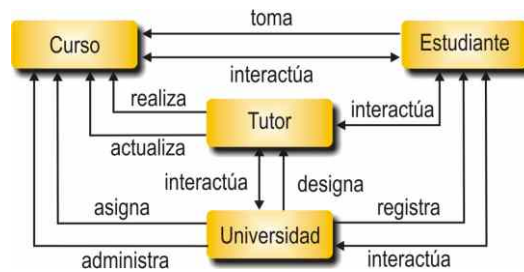 toma
Curso
Estudiante
interactúa
realiza
Tutor
interactúa
actualiza
interactúa
designa
asigna
Universidad
registra
administra
interactúa